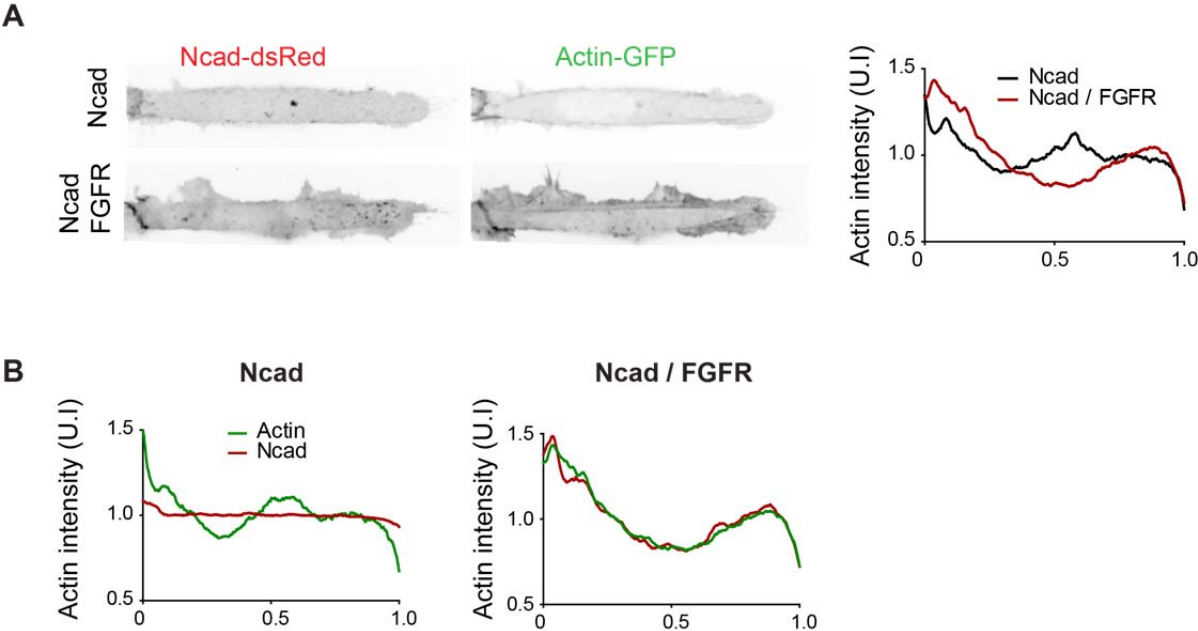 A
Ncad-dsRed
Actin-GFP
Ncad
Ncad
FGFR
Actin intensity (U.I)
1.5
1.0
0.5
0
0.5
1.0
Ncad
Ncad / FGFR
B
Ncad
Actin intensity (U.I)
1.5
1.0
0.5
0
0.5
1.0
Actin
Ncad
Ncad / FGFR
Actin intensity (U.I)
1.5
1.0
0.5
0
0.5
1.0